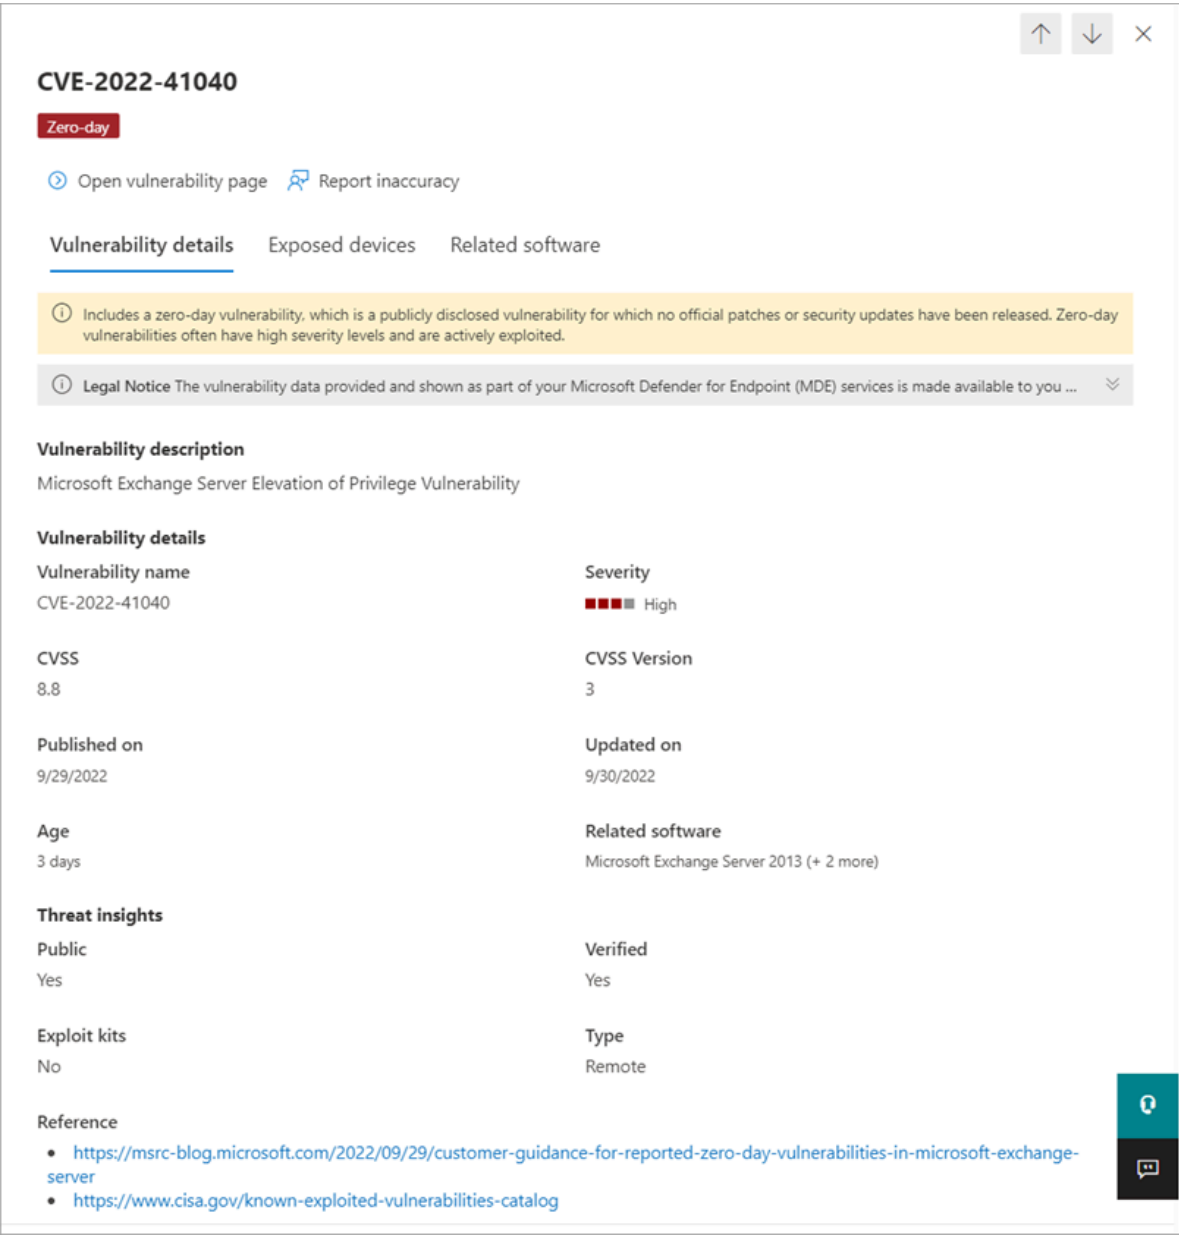 CVE-2022-41040
Zero-day
Open vulnerability page Report inaccuracy
Vulnerability details Exposed devices Related software
Includes a zero-day vulnerability, which is a publicly disclosed vulnerability for which no official patches or security updates have been released. Zero-day
vulnerabilities often have high severity levels and are actively exploited.
Legal Notice The vulnerability data provided and shown as part of your Microsoft Defender for Endpoint (MDE) services is made available to you ...
Vulnerability description
Microsoft Exchange Server Elevation of Privilege Vulnerability
Vulnerability details
Vulnerability name Severity
CVE-2022-41040 High
CVSS CVSS Version
8.8 3
Published on Updated on
9/29/2022 9/30/2022
Age Related software
3 days Microsoft Exchange Server 2013 (+ 2 more)
Threat insights
Public Verified
Yes Yes
Exploit kits Type
No Remote
Reference
• https://msrc-blog.microsoft.com/2022/09/29/customer-guidance-for-reported-zero-day-vulnerabilities-in-microsoft-exchange-
server
• https://www.cisa.gov/known-exploited-vulnerabilities-catalog